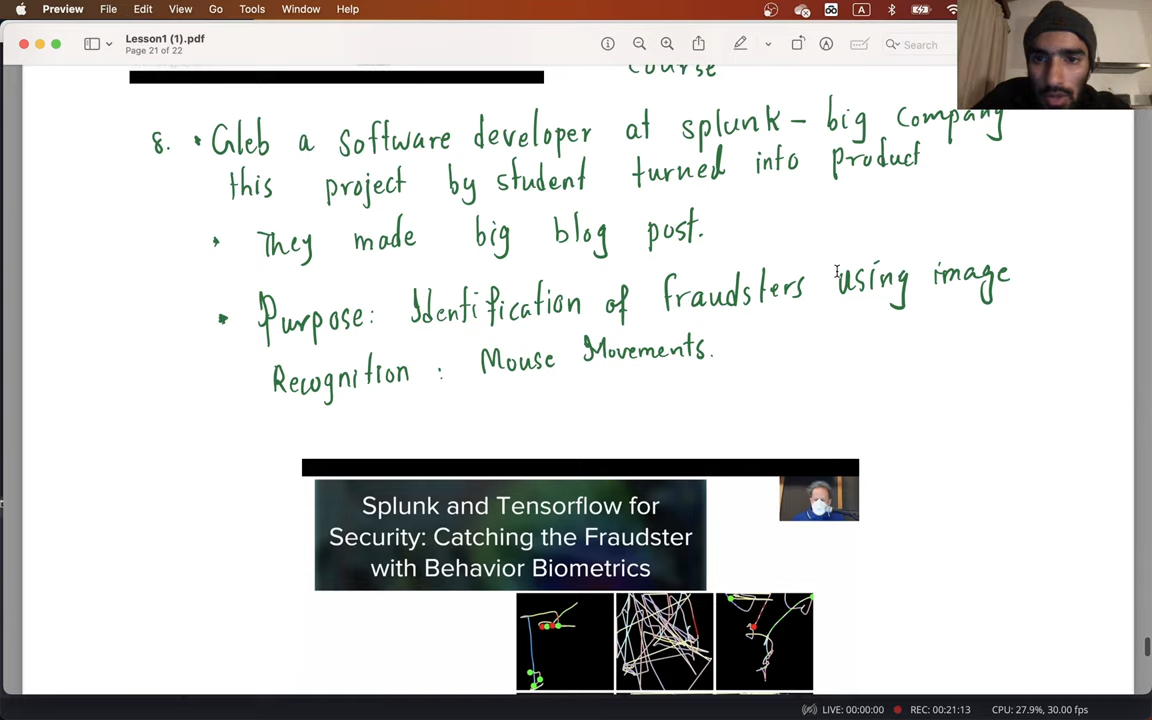 Preview File Edit View Go Tools Window Help
Lesson1 (1).pdf
Page 21 of 22
Search
Course
8. • Gleb a software developer at splunk - big company
this project by student turned into product
• They made big blog post.
• Purpose: Identification of fraudsters using image
Recognition : Mouse Movements.
Splunk and Tensorflow for
Security: Catching the Fraudster
with Behavior Biometrics
LIVE: 00:00:00 REC: 00:21:13 CPU: 27.9%, 30.00 fps